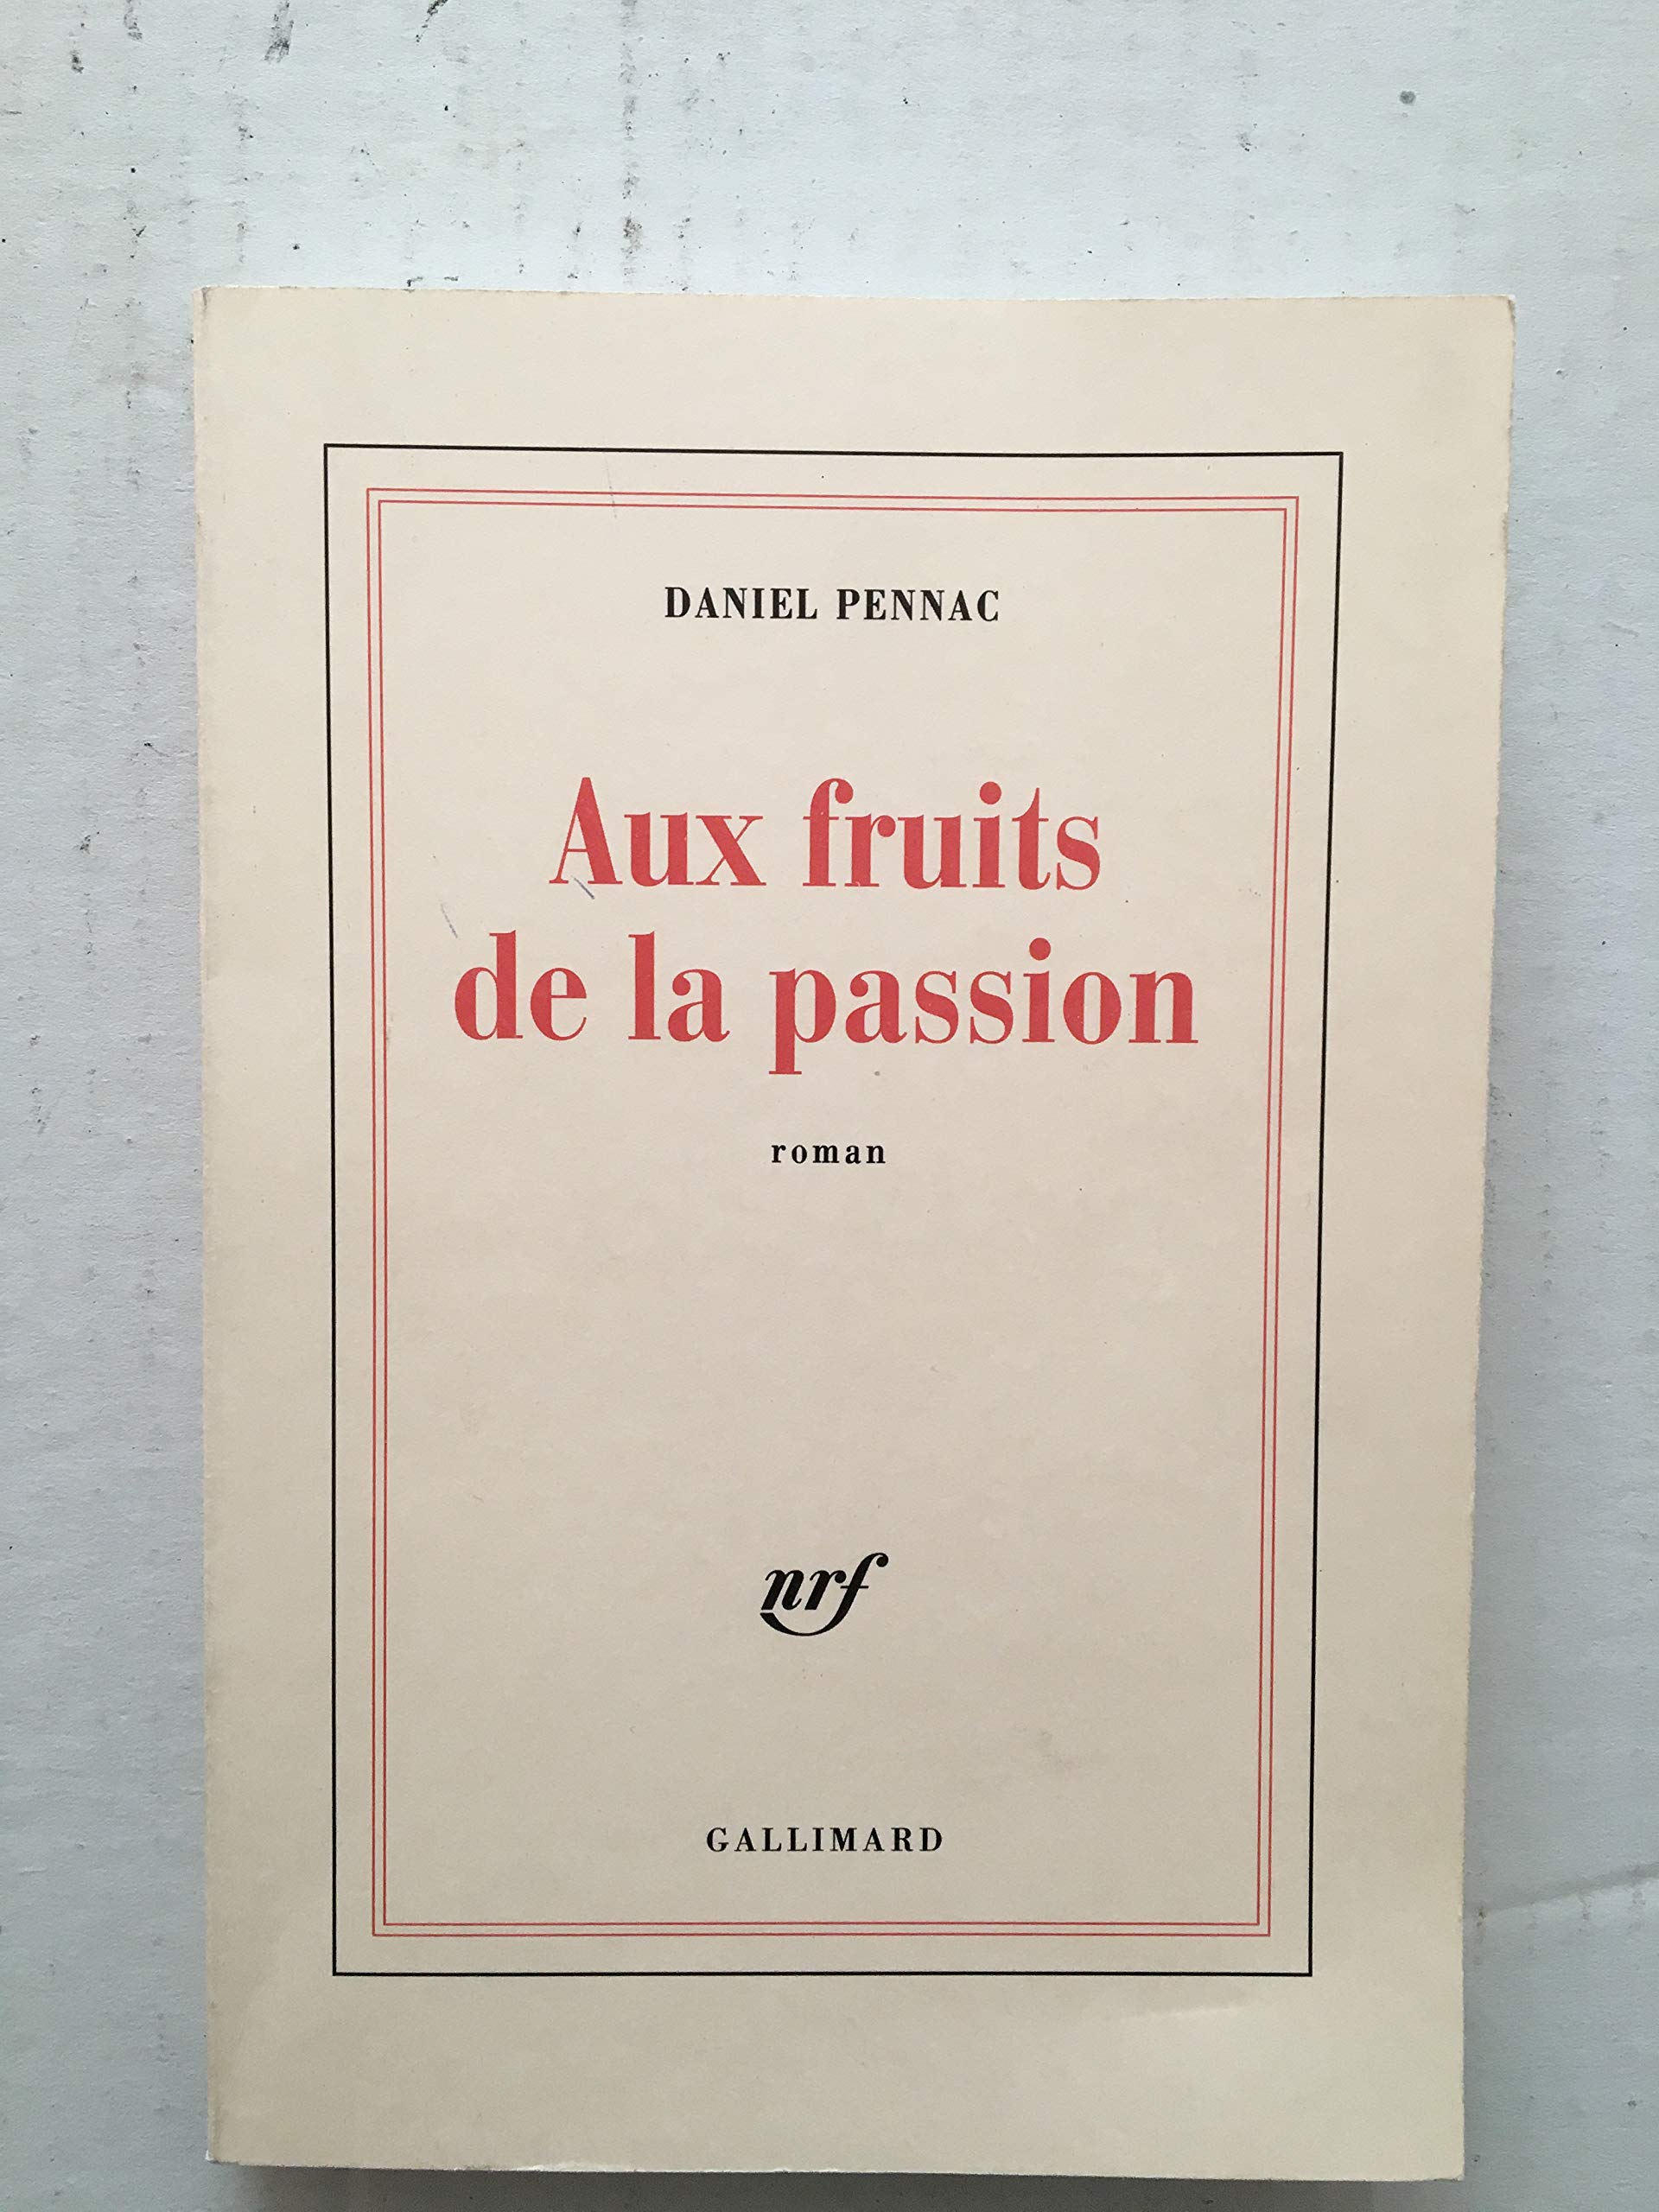 DANIEL PENNAC
Aux fruits
de la passion
roman
nrf
GALLIMARD